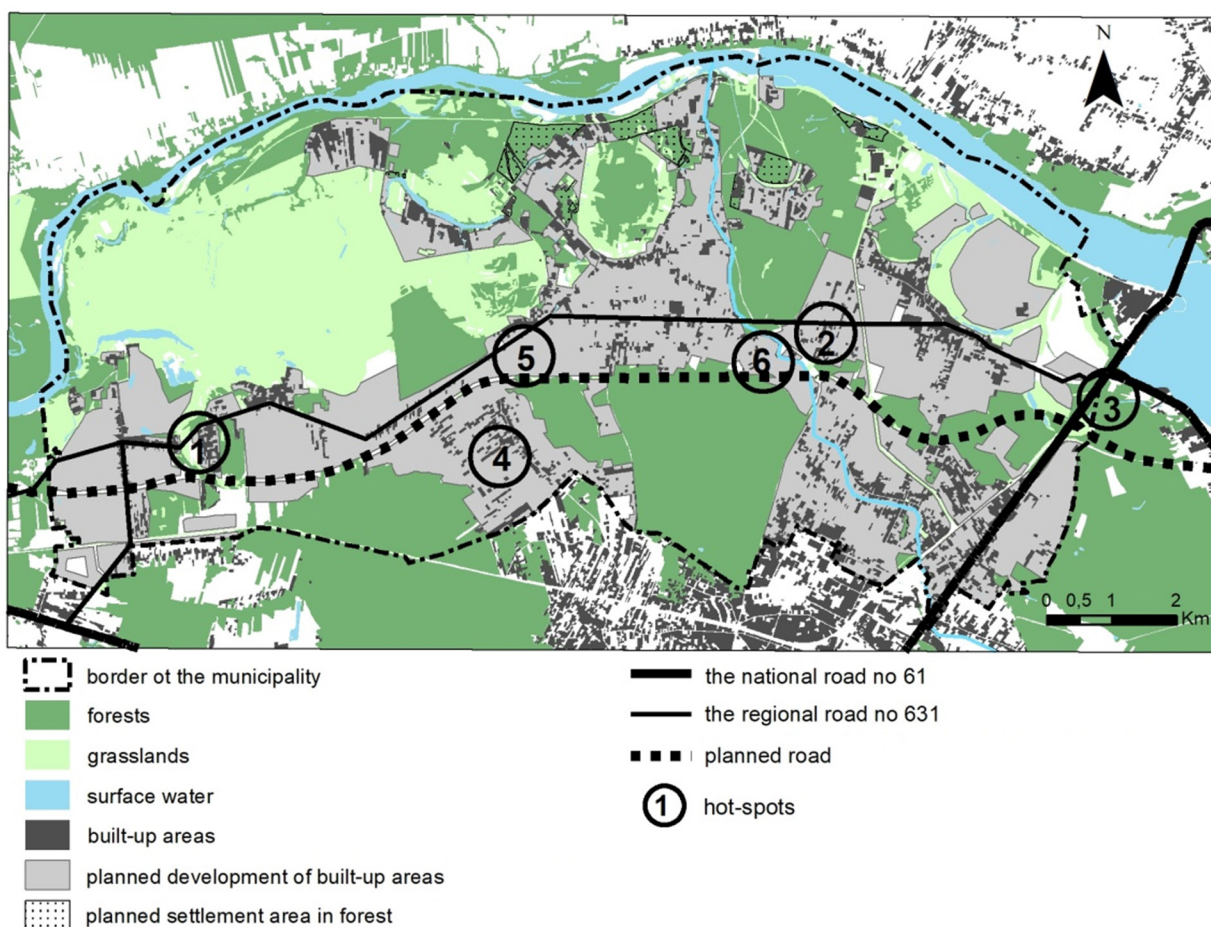 N
1
2
3
4
5
6
0 0,5 1 2
Km
border ot the municipality
forests
grasslands
surface water
built-up areas
planned development of built-up areas
planned settlement area in forest
the national road no 61
the regional road no 631
planned road
1 hot-spots